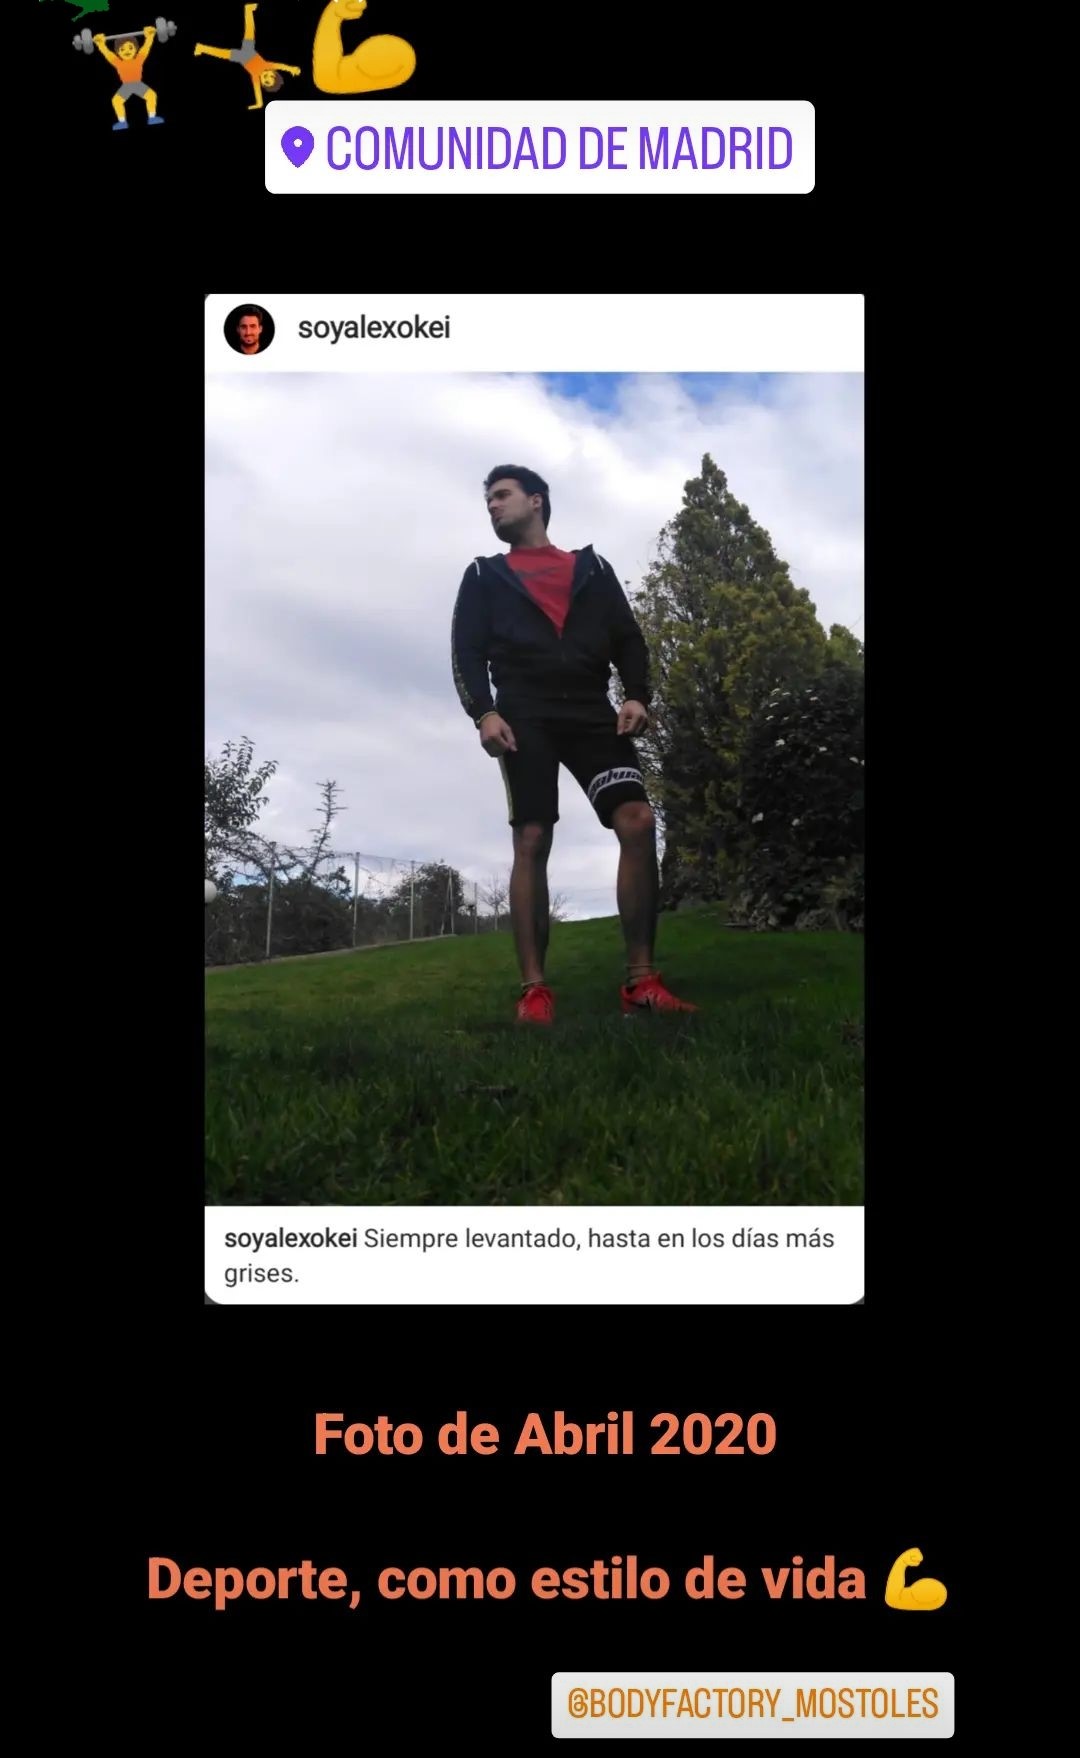 COMUNIDAD DE MADRID
soyalexokei
soyalexokei Siempre levantado, hasta en los días más
grises.
Foto de Abril 2020
Deporte, como estilo de vida
@BODYFACTORY_MOSTOLES